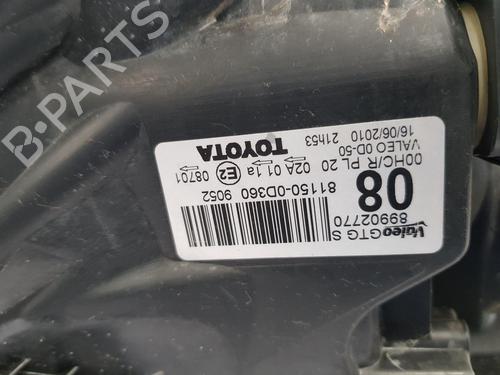 B-PARTS
Valeo GTG S
89902770
08
00HC/R PL 20
VALEO 0D-50
16/06/2010 21h53
81150-0D360 9052
02A 01.1a E2 08701
TOYOTA